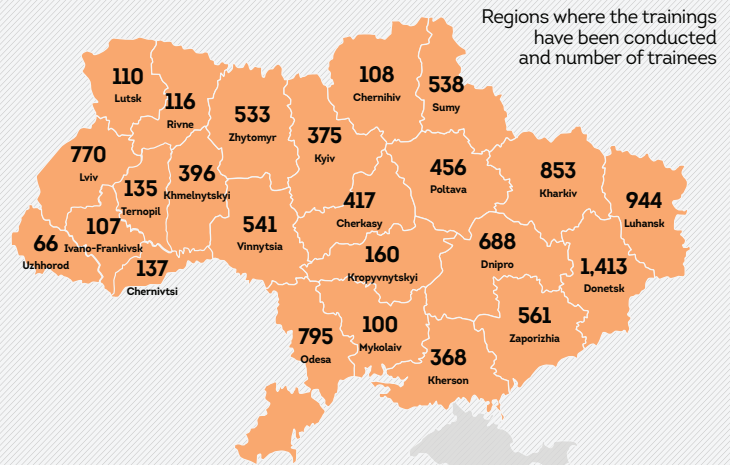 Regions where the trainings
have been conducted
and number of trainees
110
Lutsk
116
Rivne
533
Zhytomyr
375
Kyiv
108
Chernihiv
538
Sumy
770
Lviv
135
Ternopil
396
Khmelnytskyi
417
Cherkasy
456
Poltava
853
Kharkiv
944
Luhansk
66
Uzhhorod
107
Ivano-Frankivsk
137
Chernivtsi
541
Vinnytsia
160
Kropyvnytskyi
688
Dnipro
1,413
Donetsk
795
Odesa
100
Mykolaiv
368
Kherson
561
Zaporizhia